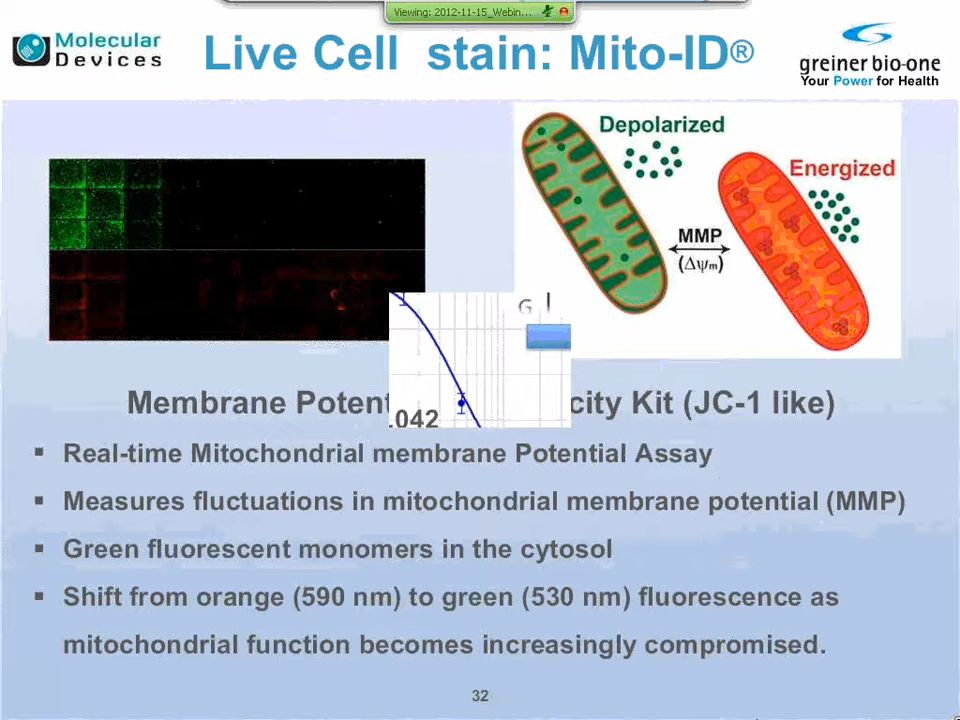 Viewing: 2012-11-15_Webin...
Molecular
Devices
Live Cell stain: Mito-ID®
greiner bio-one
Your Power for Health
Depolarized
Energized
MMP
(Δψm)
G
.042
Membrane Potent city Kit (JC-1 like)
▪ Real-time Mitochondrial membrane Potential Assay
▪ Measures fluctuations in mitochondrial membrane potential (MMP)
▪ Green fluorescent monomers in the cytosol
▪ Shift from orange (590 nm) to green (530 nm) fluorescence as
mitochondrial function becomes increasingly compromised.
32